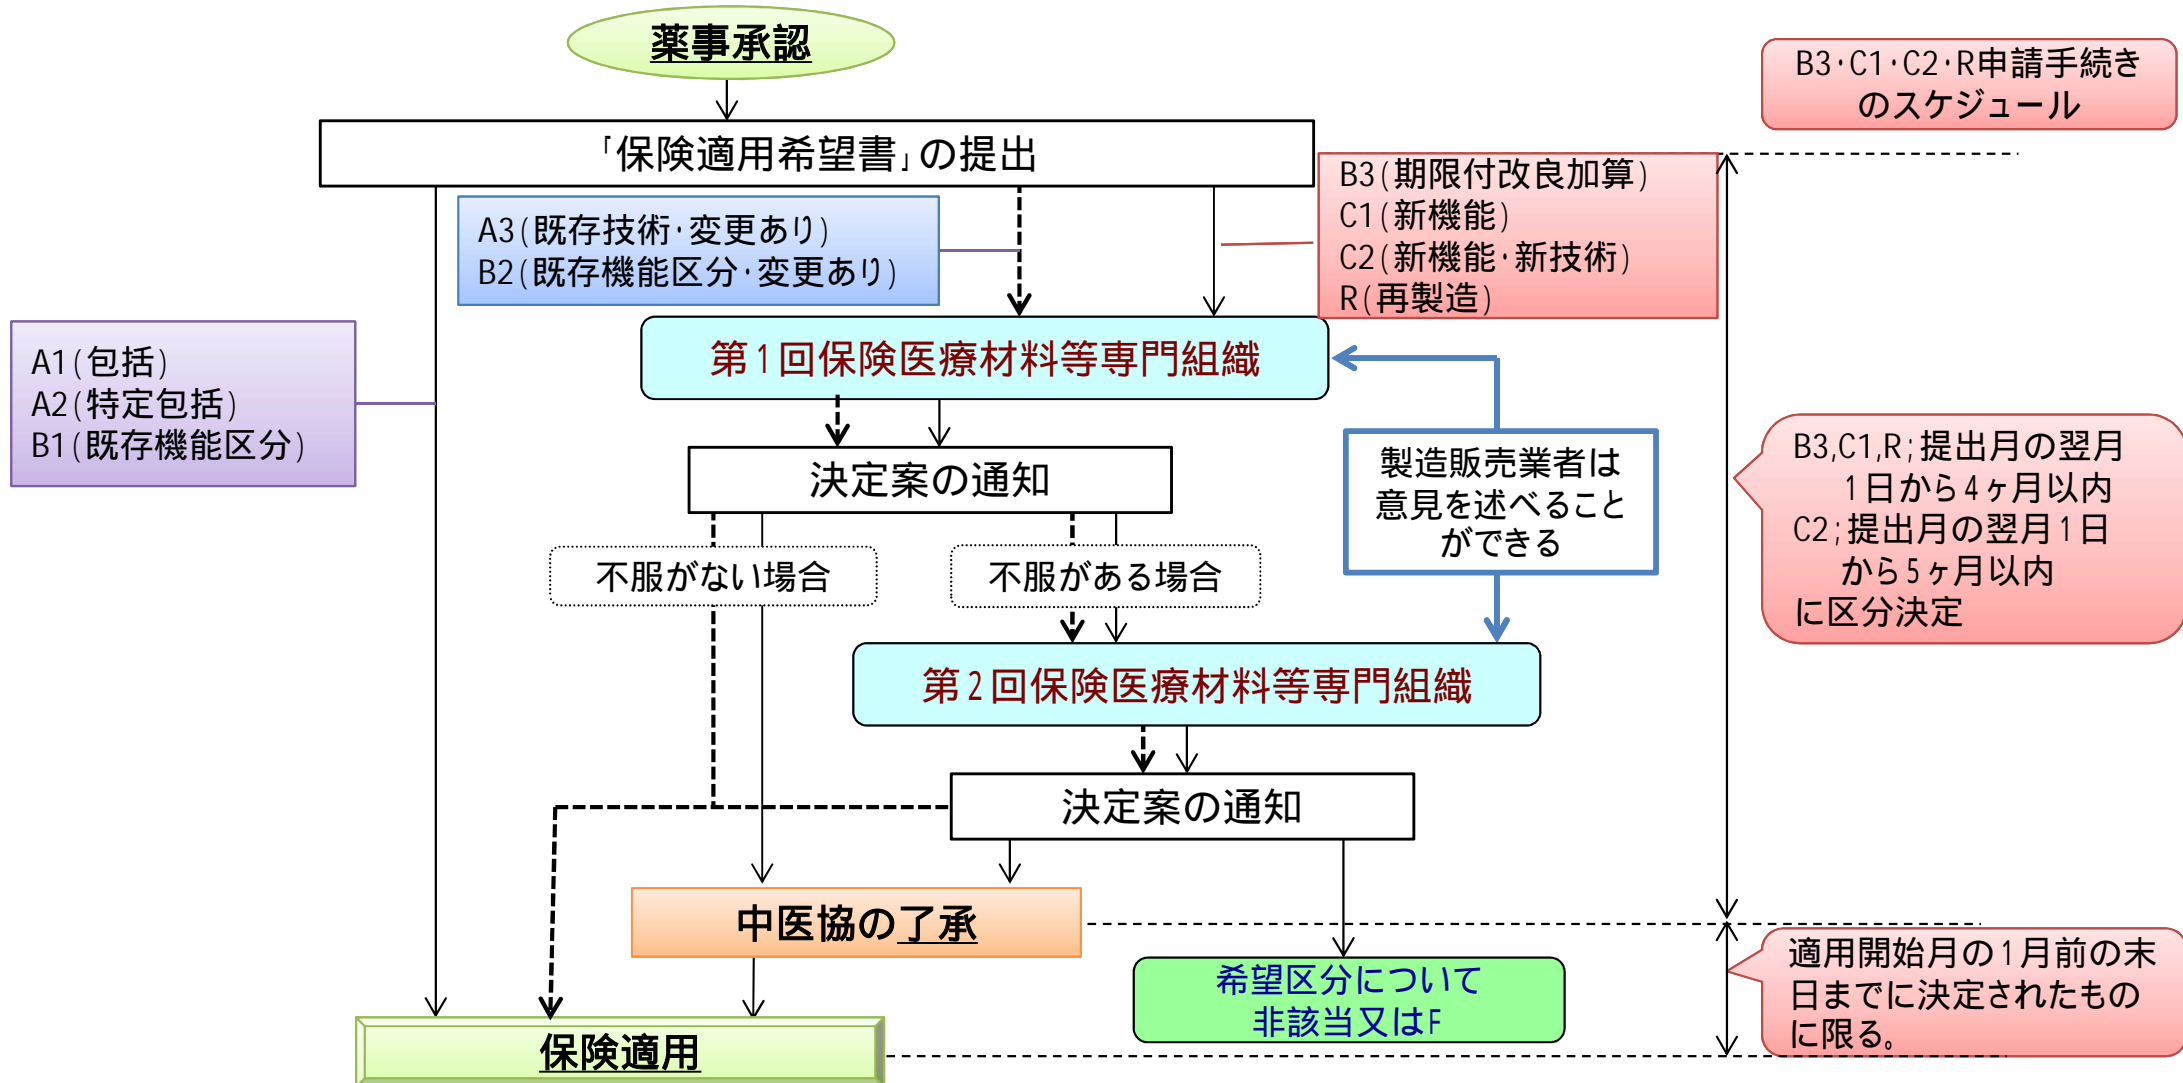 薬事承認
B3･C1･C2･R申請手続き
のスケジュール
｢保険適用希望書｣の提出
B3(期限付改良加算)
C1(新機能)
C2(新機能･新技術)
R(再製造)
A3(既存技術･変更あり)
B2(既存機能区分･変更あり)
A1(包括)
A2(特定包括)
B1(既存機能区分)
第1回保険医療材料等専門組織
決定案の通知
製造販売業者は
意見を述べること
ができる
B3,C1,R;提出月の翌月
1日から4ヶ月以内
C2;提出月の翌月1日
から5ヶ月以内
に区分決定
不服がない場合
不服がある場合
第2回保険医療材料等専門組織
決定案の通知
中医協の了承
希望区分について
非該当又はF
適用開始月の1月前の末
日までに決定されたもの
に限る｡
保険適用